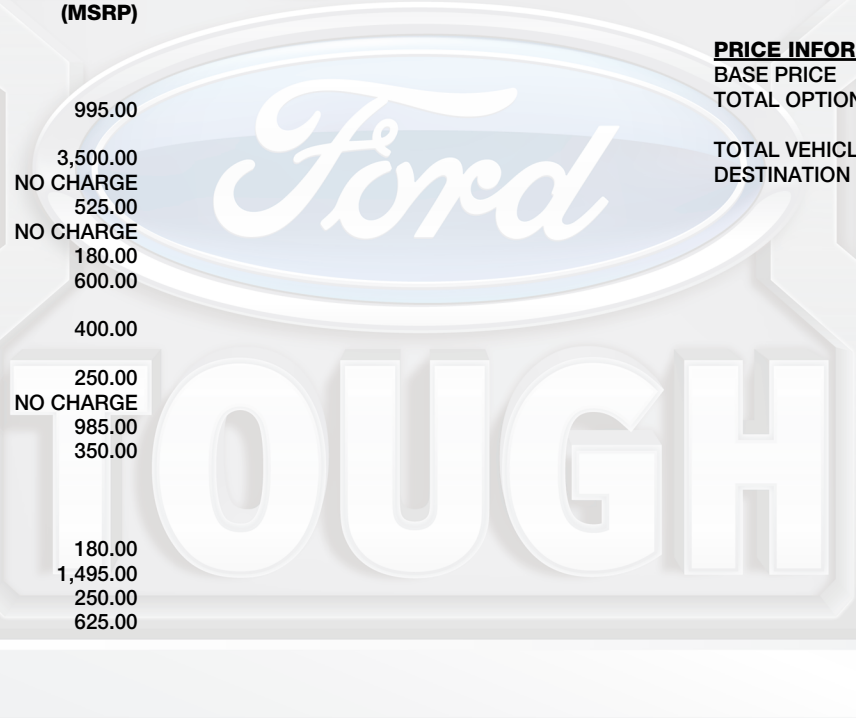 (MSRP)
995.00
3,500.00
NO CHARGE
525.00
NO CHARGE
180.00
600.00
400.00
250.00
NO CHARGE
985.00
350.00
180.00
1,495.00
250.00
625.00
PRICE INFOR
BASE PRICE
TOTAL OPTION
TOTAL VEHICL
DESTINATION
Ford
TOUGH